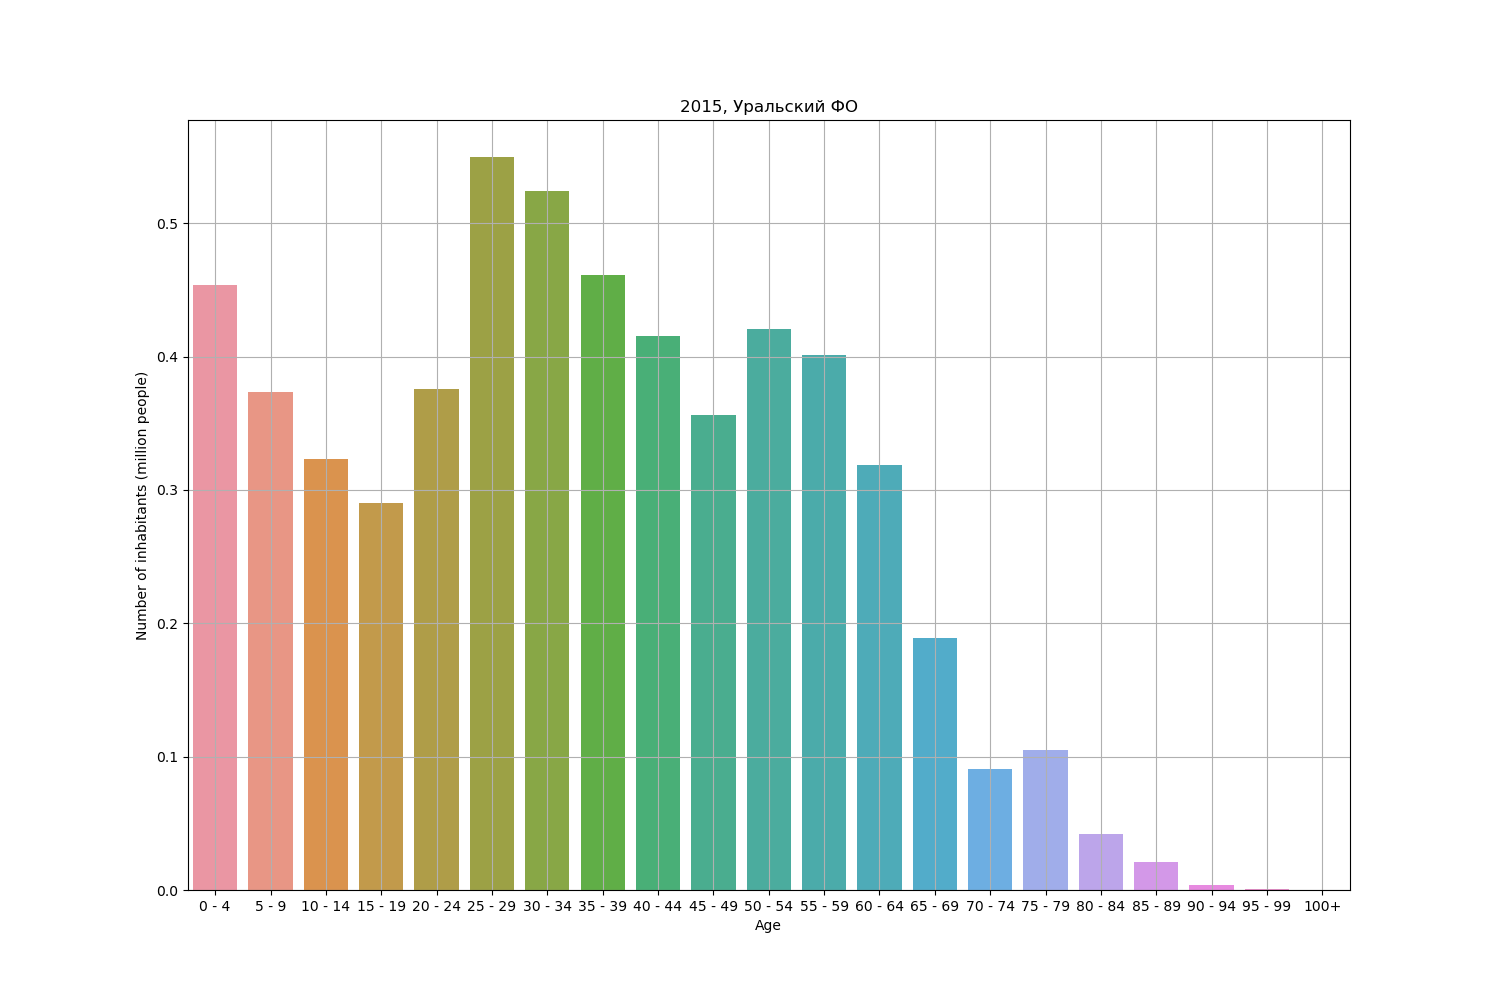 2015, Уральский ФО
Number of inhabitants (million people)
0.5
0.4
0.3
0.2
0.1
0.0
0 - 4 5 - 9 10 - 14 15 - 19 20 - 24 25 - 29 30 - 34 35 - 39 40 - 44 45 - 49 50 - 54 55 - 59 60 - 64 65 - 69 70 - 74 75 - 79 80 - 84 85 - 89 90 - 94 95 - 99 100+
Age